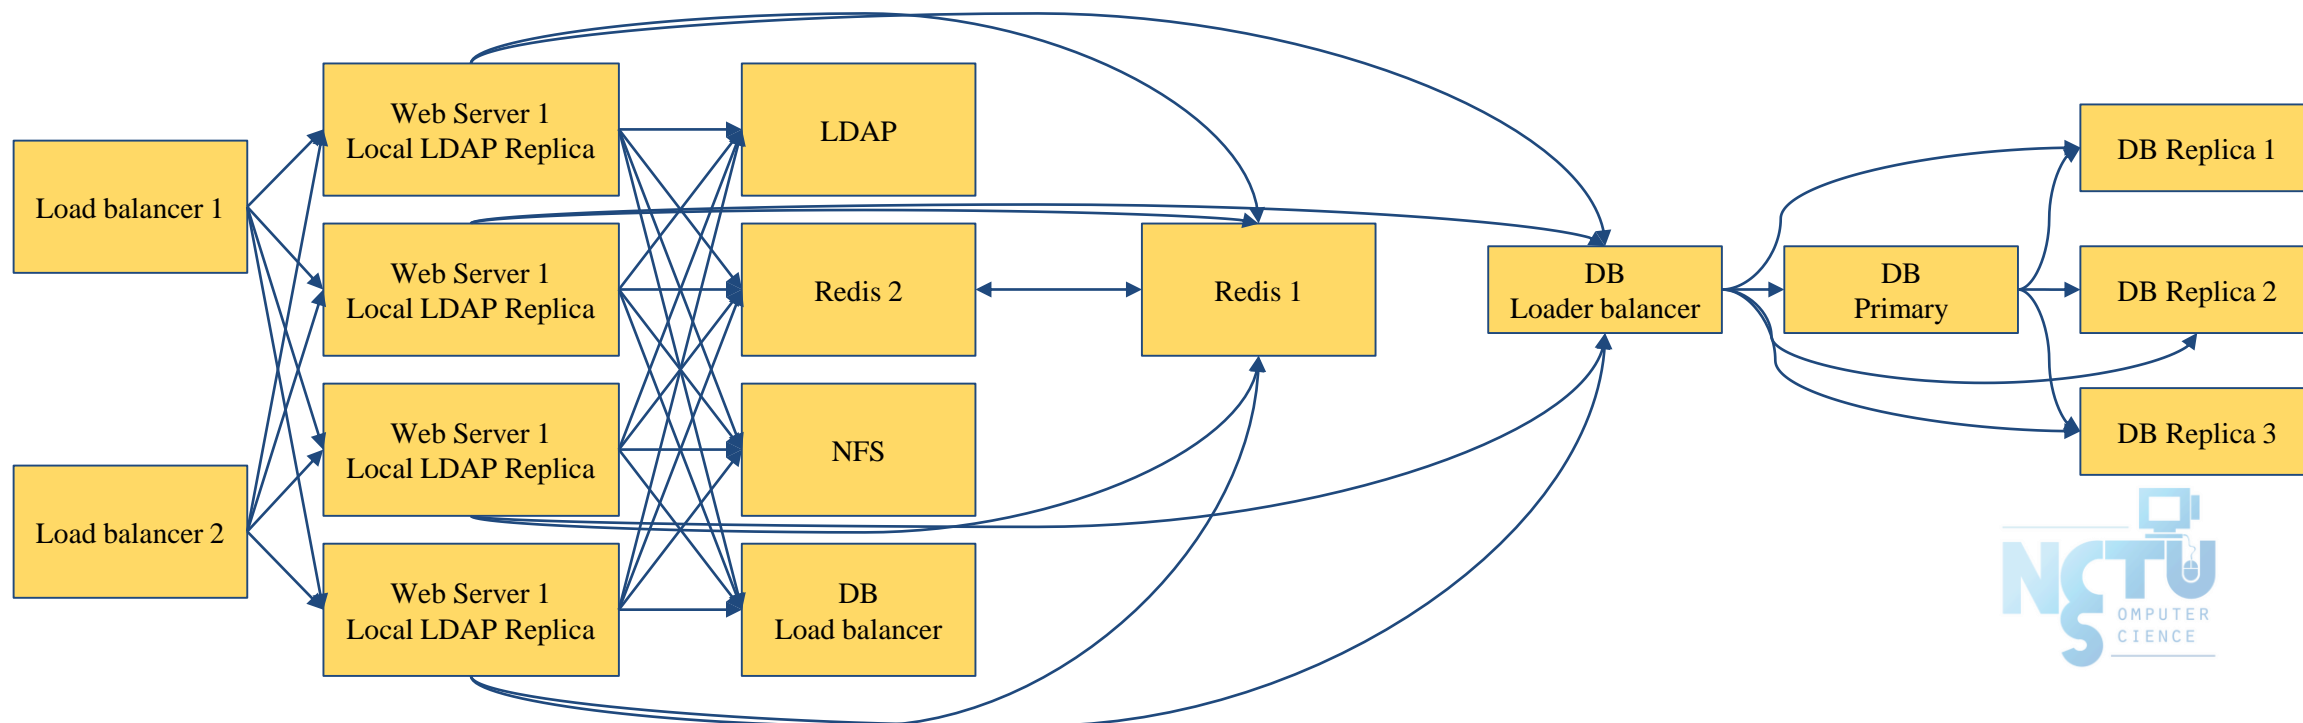 Load balancer 1
Load balancer 2
Web Server 1
Local LDAP Replica
Web Server 1
Local LDAP Replica
Web Server 1
Local LDAP Replica
Web Server 1
Local LDAP Replica
LDAP
Redis 2
NFS
DB
Load balancer
Redis 1
DB
Loader balancer
DB
Primary
DB Replica 1
DB Replica 2
DB Replica 3
NCTU
OMPUTER
S
CIENCE